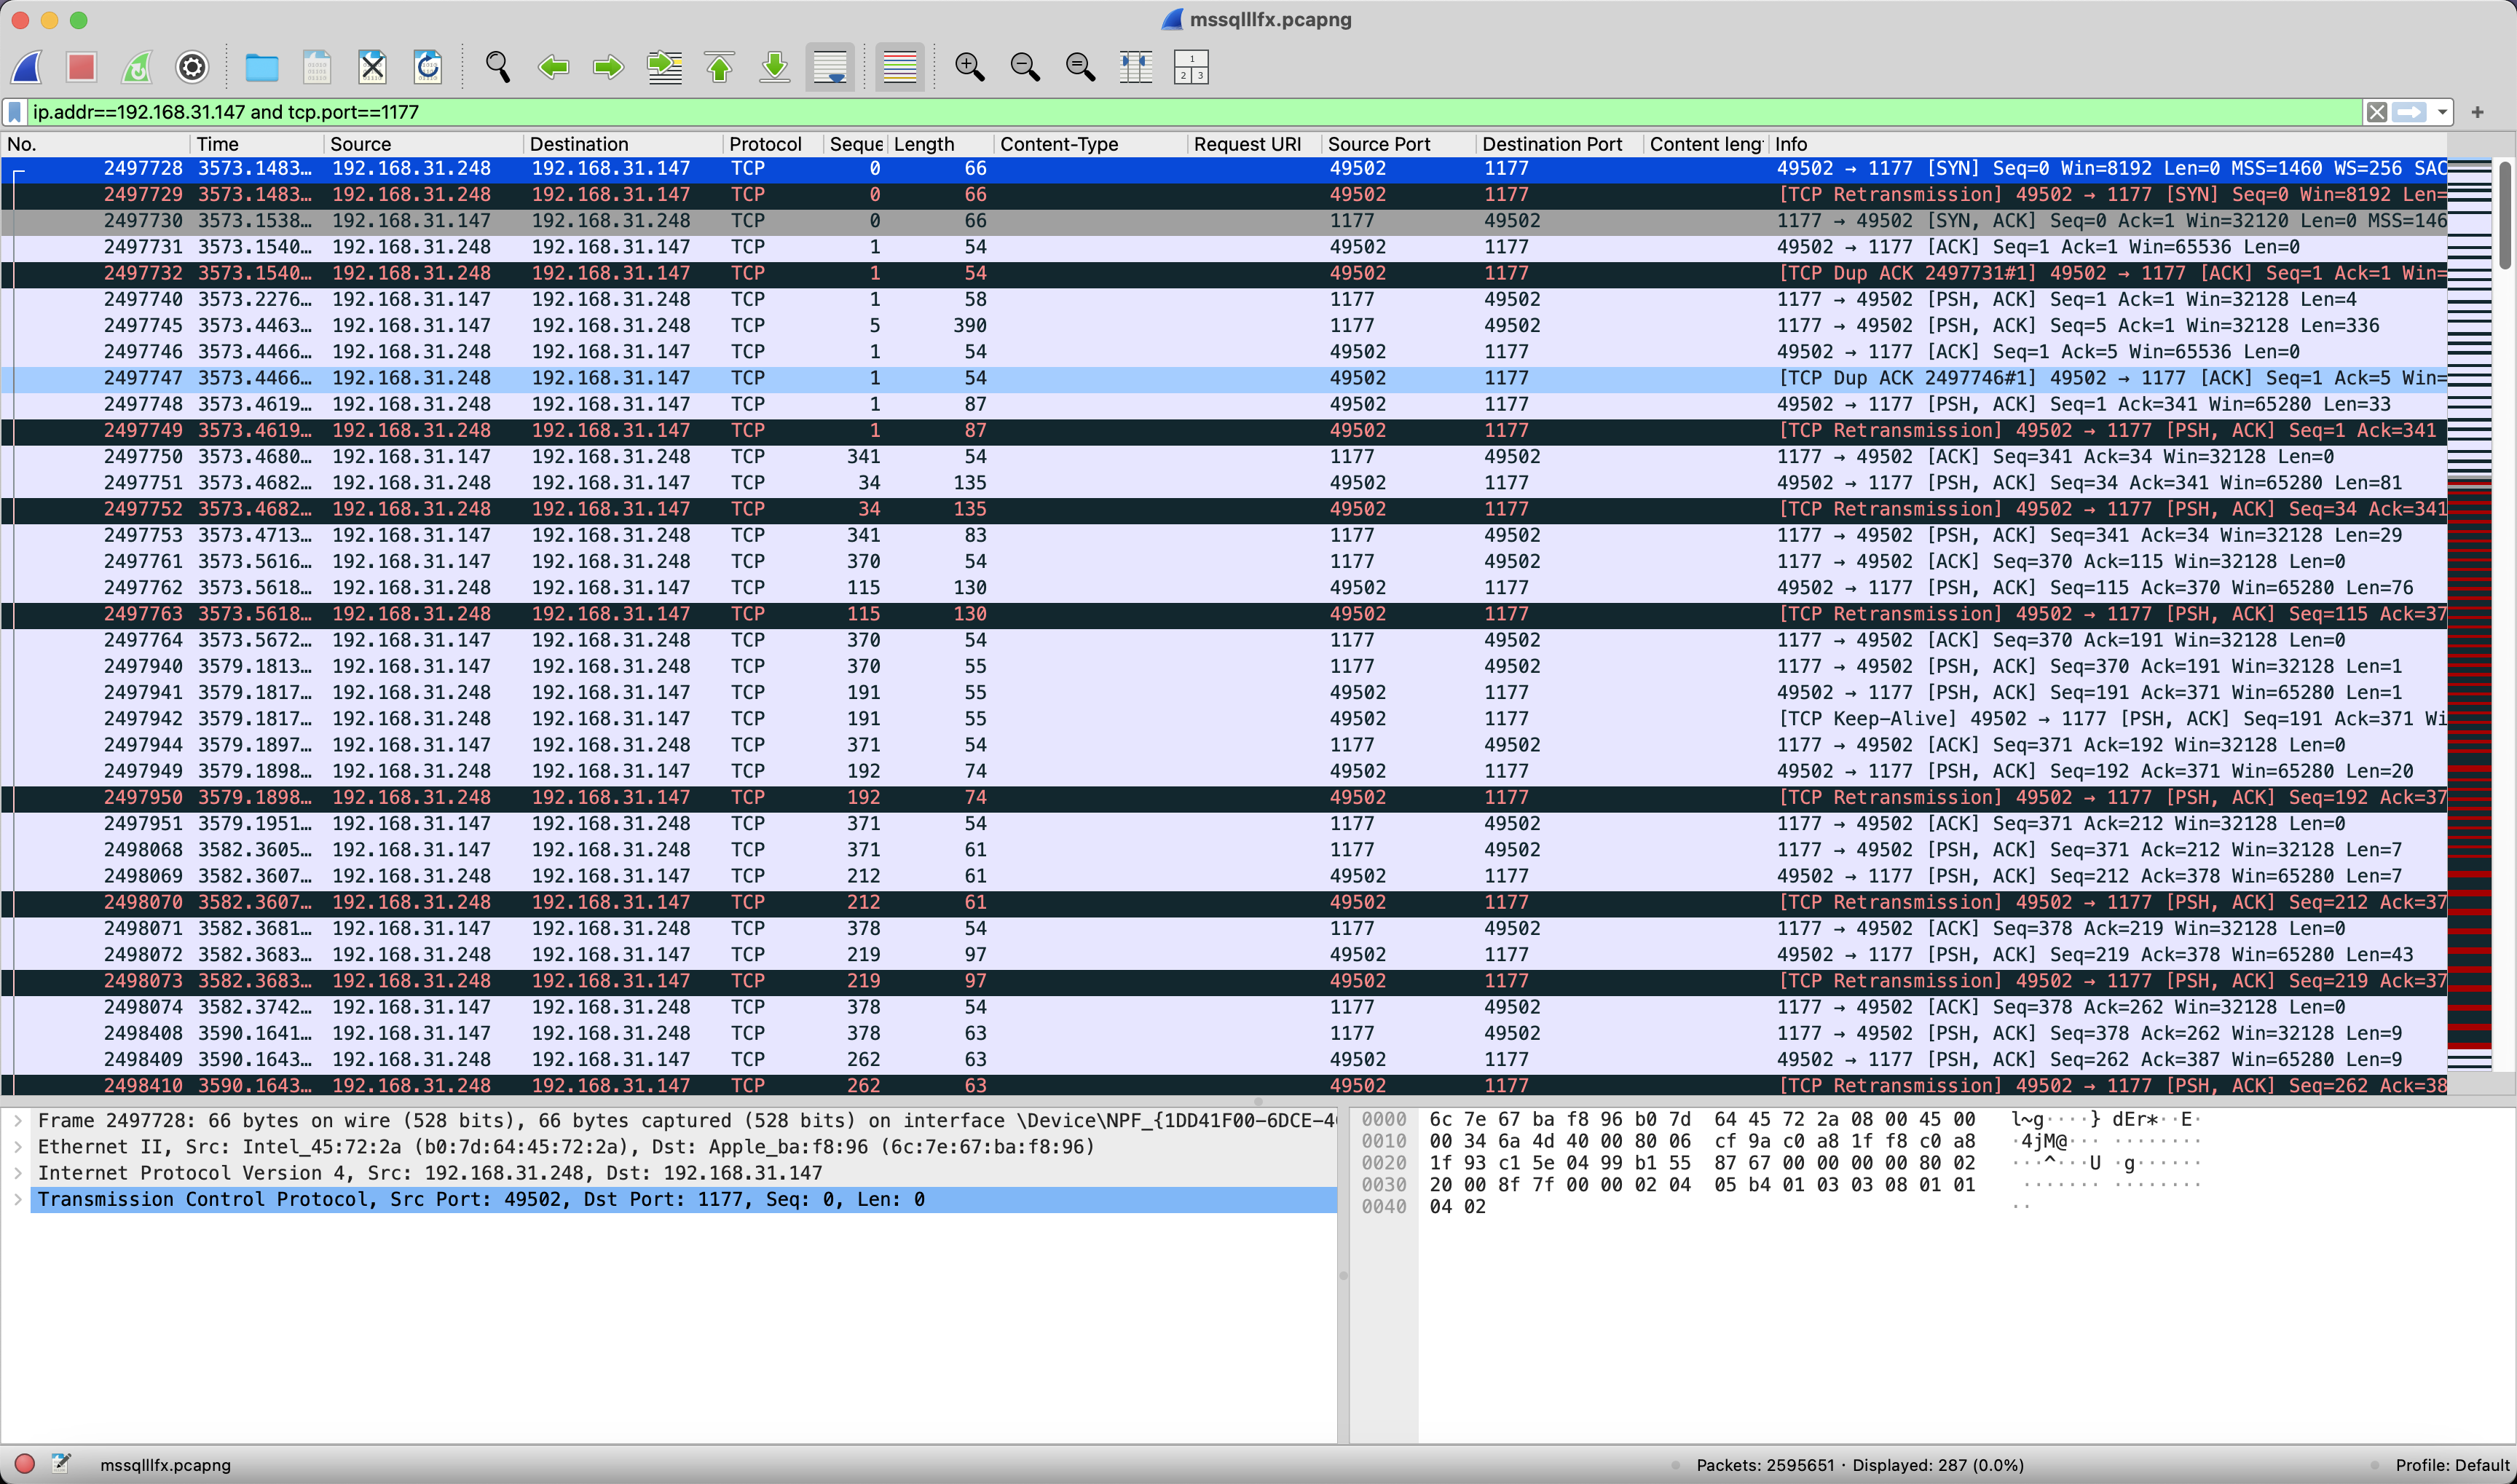 mssqlllfx.pcapng
ip.addr==192.168.31.147 and tcp.port==1177
No. Time Source Destination Protocol Seque Length Content-Type Request URI Source Port Destination Port Content leng Info
2497728 3573.1483… 192.168.31.248 192.168.31.147 TCP 0 66 49502 1177 49502 → 1177 [SYN] Seq=0 Win=8192 Len=0 MSS=1460 WS=256 SAC
2497729 3573.1483… 192.168.31.248 192.168.31.147 TCP 0 66 49502 1177 [TCP Retransmission] 49502 → 1177 [SYN] Seq=0 Win=8192 Len=
2497730 3573.1538… 192.168.31.147 192.168.31.248 TCP 0 66 1177 49502 1177 → 49502 [SYN, ACK] Seq=0 Ack=1 Win=32120 Len=0 MSS=146
2497731 3573.1540… 192.168.31.248 192.168.31.147 TCP 1 54 49502 1177 49502 → 1177 [ACK] Seq=1 Ack=1 Win=65536 Len=0
2497732 3573.1540… 192.168.31.248 192.168.31.147 TCP 1 54 49502 1177 [TCP Dup ACK 2497731#1] 49502 → 1177 [ACK] Seq=1 Ack=1 Win=
2497740 3573.2276… 192.168.31.147 192.168.31.248 TCP 1 58 1177 49502 1177 → 49502 [PSH, ACK] Seq=1 Ack=1 Win=32128 Len=4
2497745 3573.4463… 192.168.31.147 192.168.31.248 TCP 5 390 1177 49502 1177 → 49502 [PSH, ACK] Seq=5 Ack=1 Win=32128 Len=336
2497746 3573.4466… 192.168.31.248 192.168.31.147 TCP 1 54 49502 1177 49502 → 1177 [ACK] Seq=1 Ack=5 Win=65536 Len=0
2497747 3573.4466… 192.168.31.248 192.168.31.147 TCP 1 54 49502 1177 [TCP Dup ACK 2497746#1] 49502 → 1177 [ACK] Seq=1 Ack=5 Win=
2497748 3573.4619… 192.168.31.248 192.168.31.147 TCP 1 87 49502 1177 49502 → 1177 [PSH, ACK] Seq=1 Ack=341 Win=65280 Len=33
2497749 3573.4619… 192.168.31.248 192.168.31.147 TCP 1 87 49502 1177 [TCP Retransmission] 49502 → 1177 [PSH, ACK] Seq=1 Ack=341
2497750 3573.4680… 192.168.31.147 192.168.31.248 TCP 341 54 1177 49502 1177 → 49502 [ACK] Seq=341 Ack=34 Win=32128 Len=0
2497751 3573.4682… 192.168.31.248 192.168.31.147 TCP 34 135 49502 1177 49502 → 1177 [PSH, ACK] Seq=34 Ack=341 Win=65280 Len=81
2497752 3573.4682… 192.168.31.248 192.168.31.147 TCP 34 135 49502 1177 [TCP Retransmission] 49502 → 1177 [PSH, ACK] Seq=34 Ack=341
2497753 3573.4713… 192.168.31.147 192.168.31.248 TCP 341 83 1177 49502 1177 → 49502 [PSH, ACK] Seq=341 Ack=34 Win=32128 Len=29
2497761 3573.5616… 192.168.31.147 192.168.31.248 TCP 370 54 1177 49502 1177 → 49502 [ACK] Seq=370 Ack=115 Win=32128 Len=0
2497762 3573.5618… 192.168.31.248 192.168.31.147 TCP 115 130 49502 1177 49502 → 1177 [PSH, ACK] Seq=115 Ack=370 Win=65280 Len=76
2497763 3573.5618… 192.168.31.248 192.168.31.147 TCP 115 130 49502 1177 [TCP Retransmission] 49502 → 1177 [PSH, ACK] Seq=115 Ack=37
2497764 3573.5672… 192.168.31.147 192.168.31.248 TCP 370 54 1177 49502 1177 → 49502 [ACK] Seq=370 Ack=191 Win=32128 Len=0
2497940 3579.1813… 192.168.31.147 192.168.31.248 TCP 370 55 1177 49502 1177 → 49502 [PSH, ACK] Seq=370 Ack=191 Win=32128 Len=1
2497941 3579.1817… 192.168.31.248 192.168.31.147 TCP 191 55 49502 1177 49502 → 1177 [PSH, ACK] Seq=191 Ack=371 Win=65280 Len=1
2497942 3579.1817… 192.168.31.248 192.168.31.147 TCP 191 55 49502 1177 [TCP Keep-Alive] 49502 → 1177 [PSH, ACK] Seq=191 Ack=371 Wi
2497944 3579.1897… 192.168.31.147 192.168.31.248 TCP 371 54 1177 49502 1177 → 49502 [ACK] Seq=371 Ack=192 Win=32128 Len=0
2497949 3579.1898… 192.168.31.248 192.168.31.147 TCP 192 74 49502 1177 49502 → 1177 [PSH, ACK] Seq=192 Ack=371 Win=65280 Len=20
2497950 3579.1898… 192.168.31.248 192.168.31.147 TCP 192 74 49502 1177 [TCP Retransmission] 49502 → 1177 [PSH, ACK] Seq=192 Ack=37
2497951 3579.1951… 192.168.31.147 192.168.31.248 TCP 371 54 1177 49502 1177 → 49502 [ACK] Seq=371 Ack=212 Win=32128 Len=0
2498068 3582.3605… 192.168.31.147 192.168.31.248 TCP 371 61 1177 49502 1177 → 49502 [PSH, ACK] Seq=371 Ack=212 Win=32128 Len=7
2498069 3582.3607… 192.168.31.248 192.168.31.147 TCP 212 61 49502 1177 49502 → 1177 [PSH, ACK] Seq=212 Ack=378 Win=65280 Len=7
2498070 3582.3607… 192.168.31.248 192.168.31.147 TCP 212 61 49502 1177 [TCP Retransmission] 49502 → 1177 [PSH, ACK] Seq=212 Ack=37
2498071 3582.3681… 192.168.31.147 192.168.31.248 TCP 378 54 1177 49502 1177 → 49502 [ACK] Seq=378 Ack=219 Win=32128 Len=0
2498072 3582.3683… 192.168.31.248 192.168.31.147 TCP 219 97 49502 1177 49502 → 1177 [PSH, ACK] Seq=219 Ack=378 Win=65280 Len=43
2498073 3582.3683… 192.168.31.248 192.168.31.147 TCP 219 97 49502 1177 [TCP Retransmission] 49502 → 1177 [PSH, ACK] Seq=219 Ack=37
2498074 3582.3742… 192.168.31.147 192.168.31.248 TCP 378 54 1177 49502 1177 → 49502 [ACK] Seq=378 Ack=262 Win=32128 Len=0
2498408 3590.1641… 192.168.31.147 192.168.31.248 TCP 378 63 1177 49502 1177 → 49502 [PSH, ACK] Seq=378 Ack=262 Win=32128 Len=9
2498409 3590.1643… 192.168.31.248 192.168.31.147 TCP 262 63 49502 1177 49502 → 1177 [PSH, ACK] Seq=262 Ack=387 Win=65280 Len=9
2498410 3590.1643… 192.168.31.248 192.168.31.147 TCP 262 63 49502 1177 [TCP Retransmission] 49502 → 1177 [PSH, ACK] Seq=262 Ack=38
Frame 2497728: 66 bytes on wire (528 bits), 66 bytes captured (528 bits) on interface \Device\NPF_{1DD41F00-6DCE-4
Ethernet II, Src: Intel_45:72:2a (b0:7d:64:45:72:2a), Dst: Apple_ba:f8:96 (6c:7e:67:ba:f8:96)
Internet Protocol Version 4, Src: 192.168.31.248, Dst: 192.168.31.147
Transmission Control Protocol, Src Port: 49502, Dst Port: 1177, Seq: 0, Len: 0
0000 6c 7e 67 ba f8 96 b0 7d 64 45 72 2a 08 00 45 00 l~g····} dEr*··E·
0010 00 34 6a 4d 40 00 80 06 cf 9a c0 a8 1f f8 c0 a8 ·4jM@··· ········
0020 1f 93 c1 5e 04 99 b1 55 87 67 00 00 00 00 80 02 ···^···U ·g······
0030 20 00 8f 7f 00 00 02 04 05 b4 01 03 03 08 01 01 ······· ········
0040 04 02 ··
mssqlllfx.pcapng
Packets: 2595651 · Displayed: 287 (0.0%)
Profile: Default